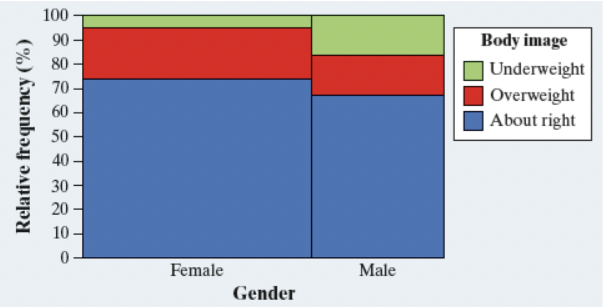 Relative frequency (%)
100
90
80
70
60
50
40
30
20
10
0
Female
Male
Gender
Body image
Underweight
Overweight
About right